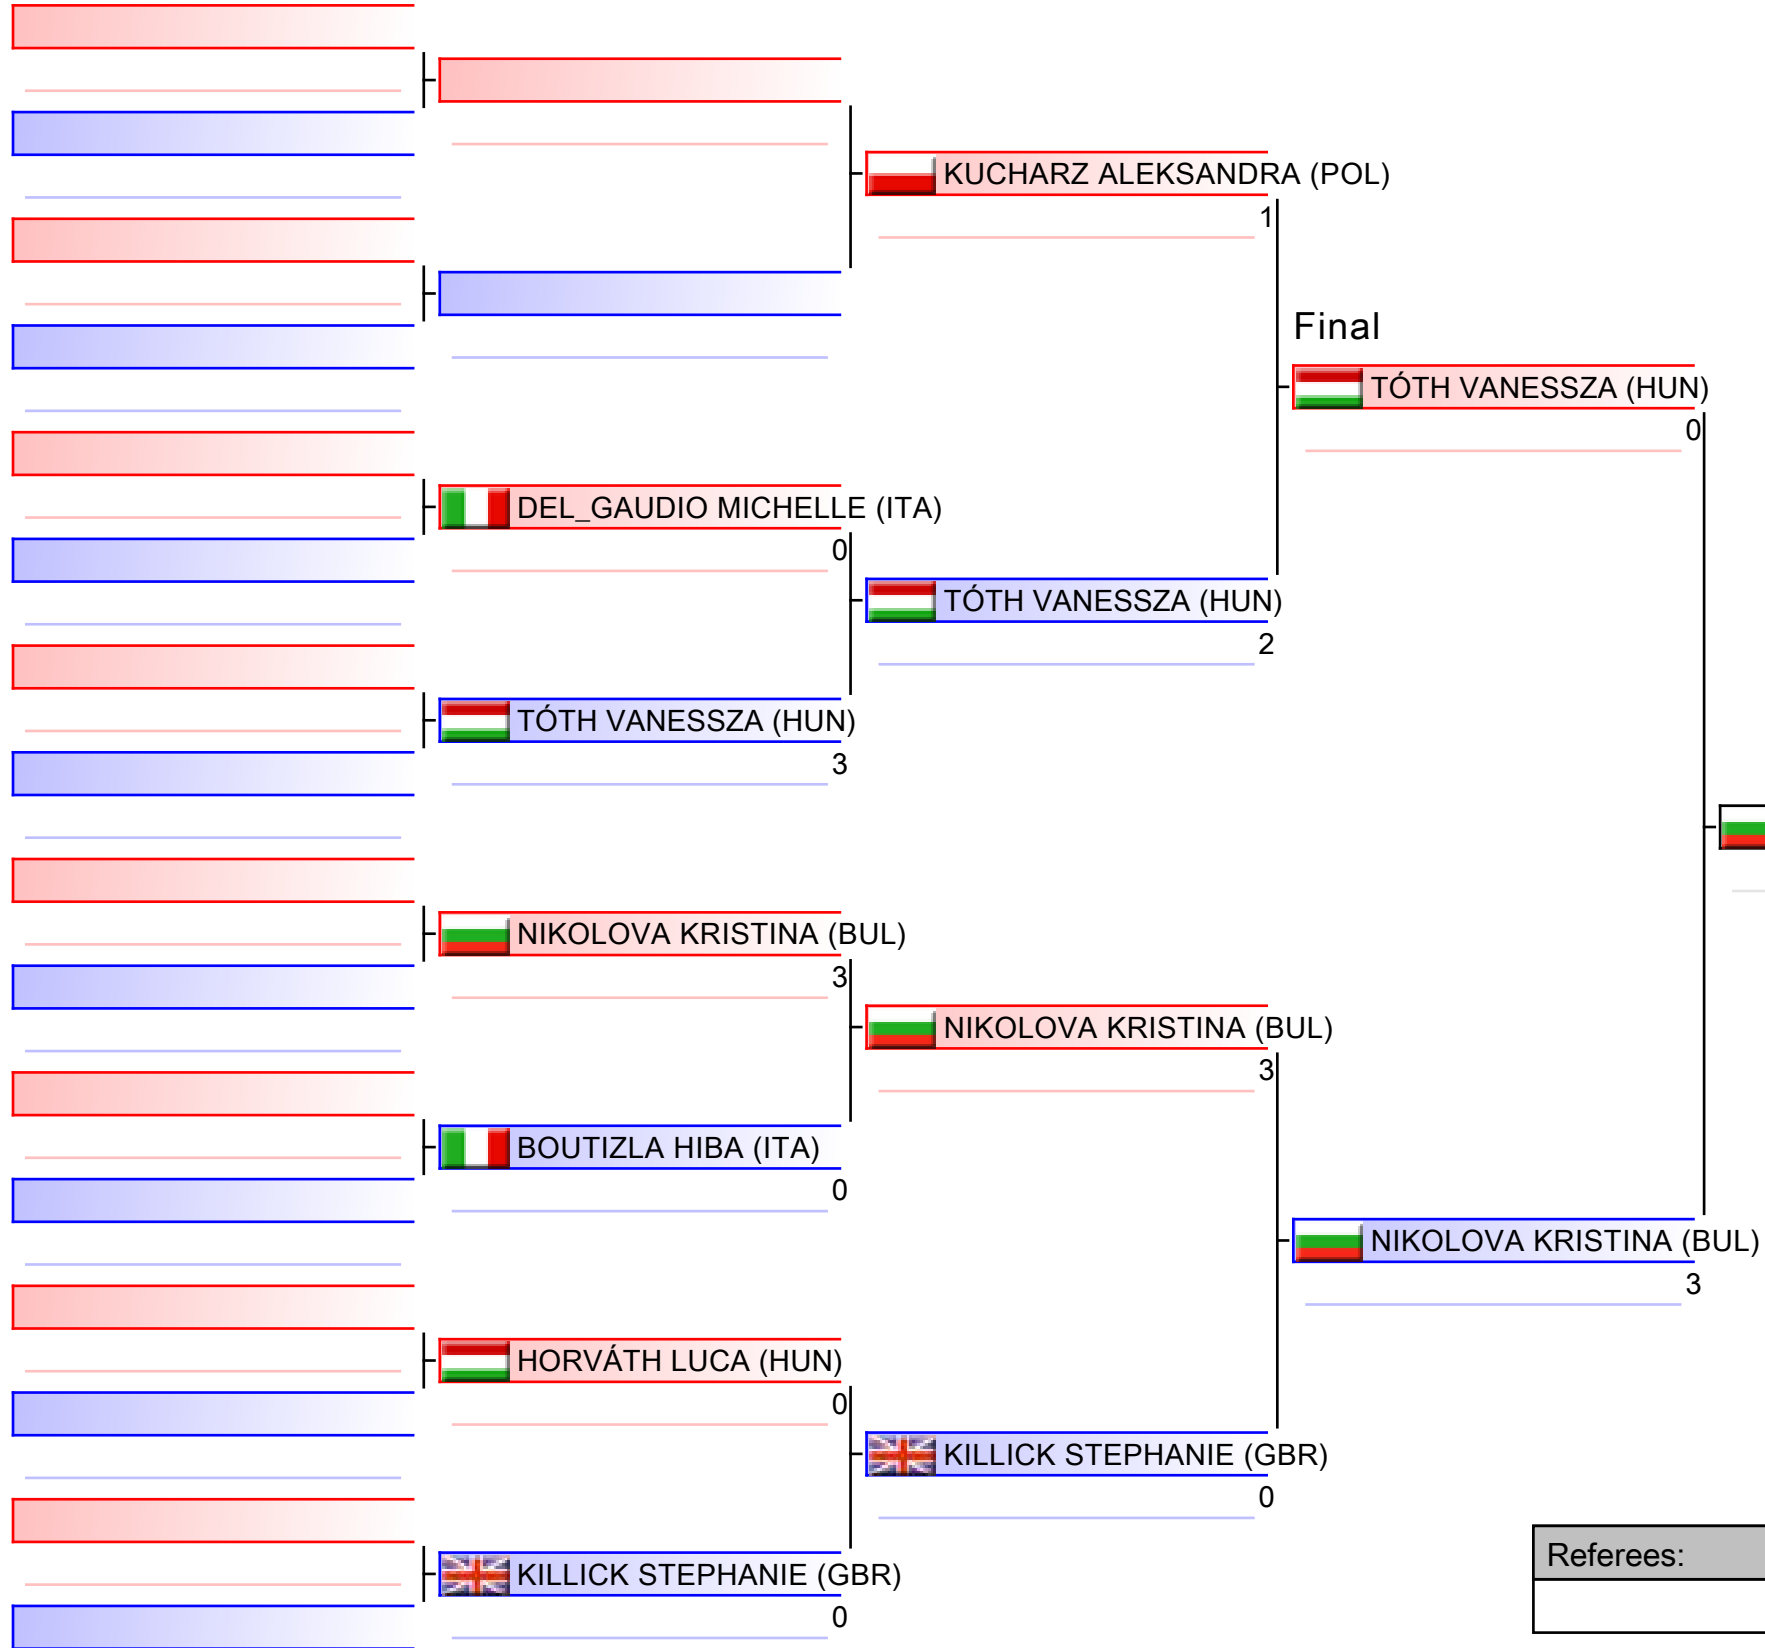 KUCHARZ ALEKSANDRA (POL)
1
Final
TÓTH VANESSZA (HUN)
0
DEL_GAUDIO MICHELLE (ITA)
0
TÓTH VANESSZA (HUN)
2
TÓTH VANESSZA (HUN)
3
NIKOLOVA KRISTINA (BUL)
3
NIKOLOVA KRISTINA (BUL)
3
BOUTIZLA HIBA (ITA)
0
NIKOLOVA KRISTINA (BUL)
3
HORVÁTH LUCA (HUN)
0
KILLICK STEPHANIE (GBR)
0
KILLICK STEPHANIE (GBR)
0
Referees: